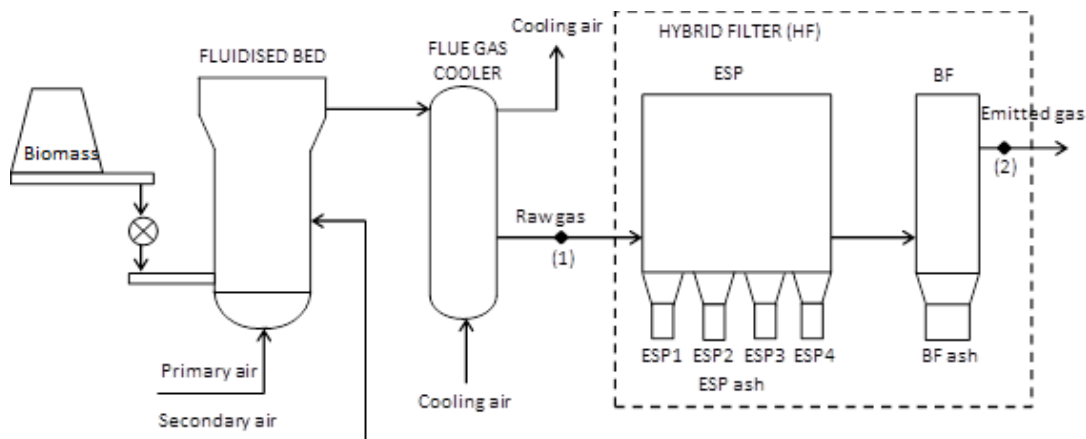 Cooling air
HYBRID FILTER (HF)
FLUIDISED BED
FLUE GAS
COOLER
ESP
BF
Emitted gas
Biomass
(2)
Raw gas
(1)
ESP1 ESP2 ESP3 ESP4
BF ash
Primary air
ESP ash
Cooling air
Secondary air